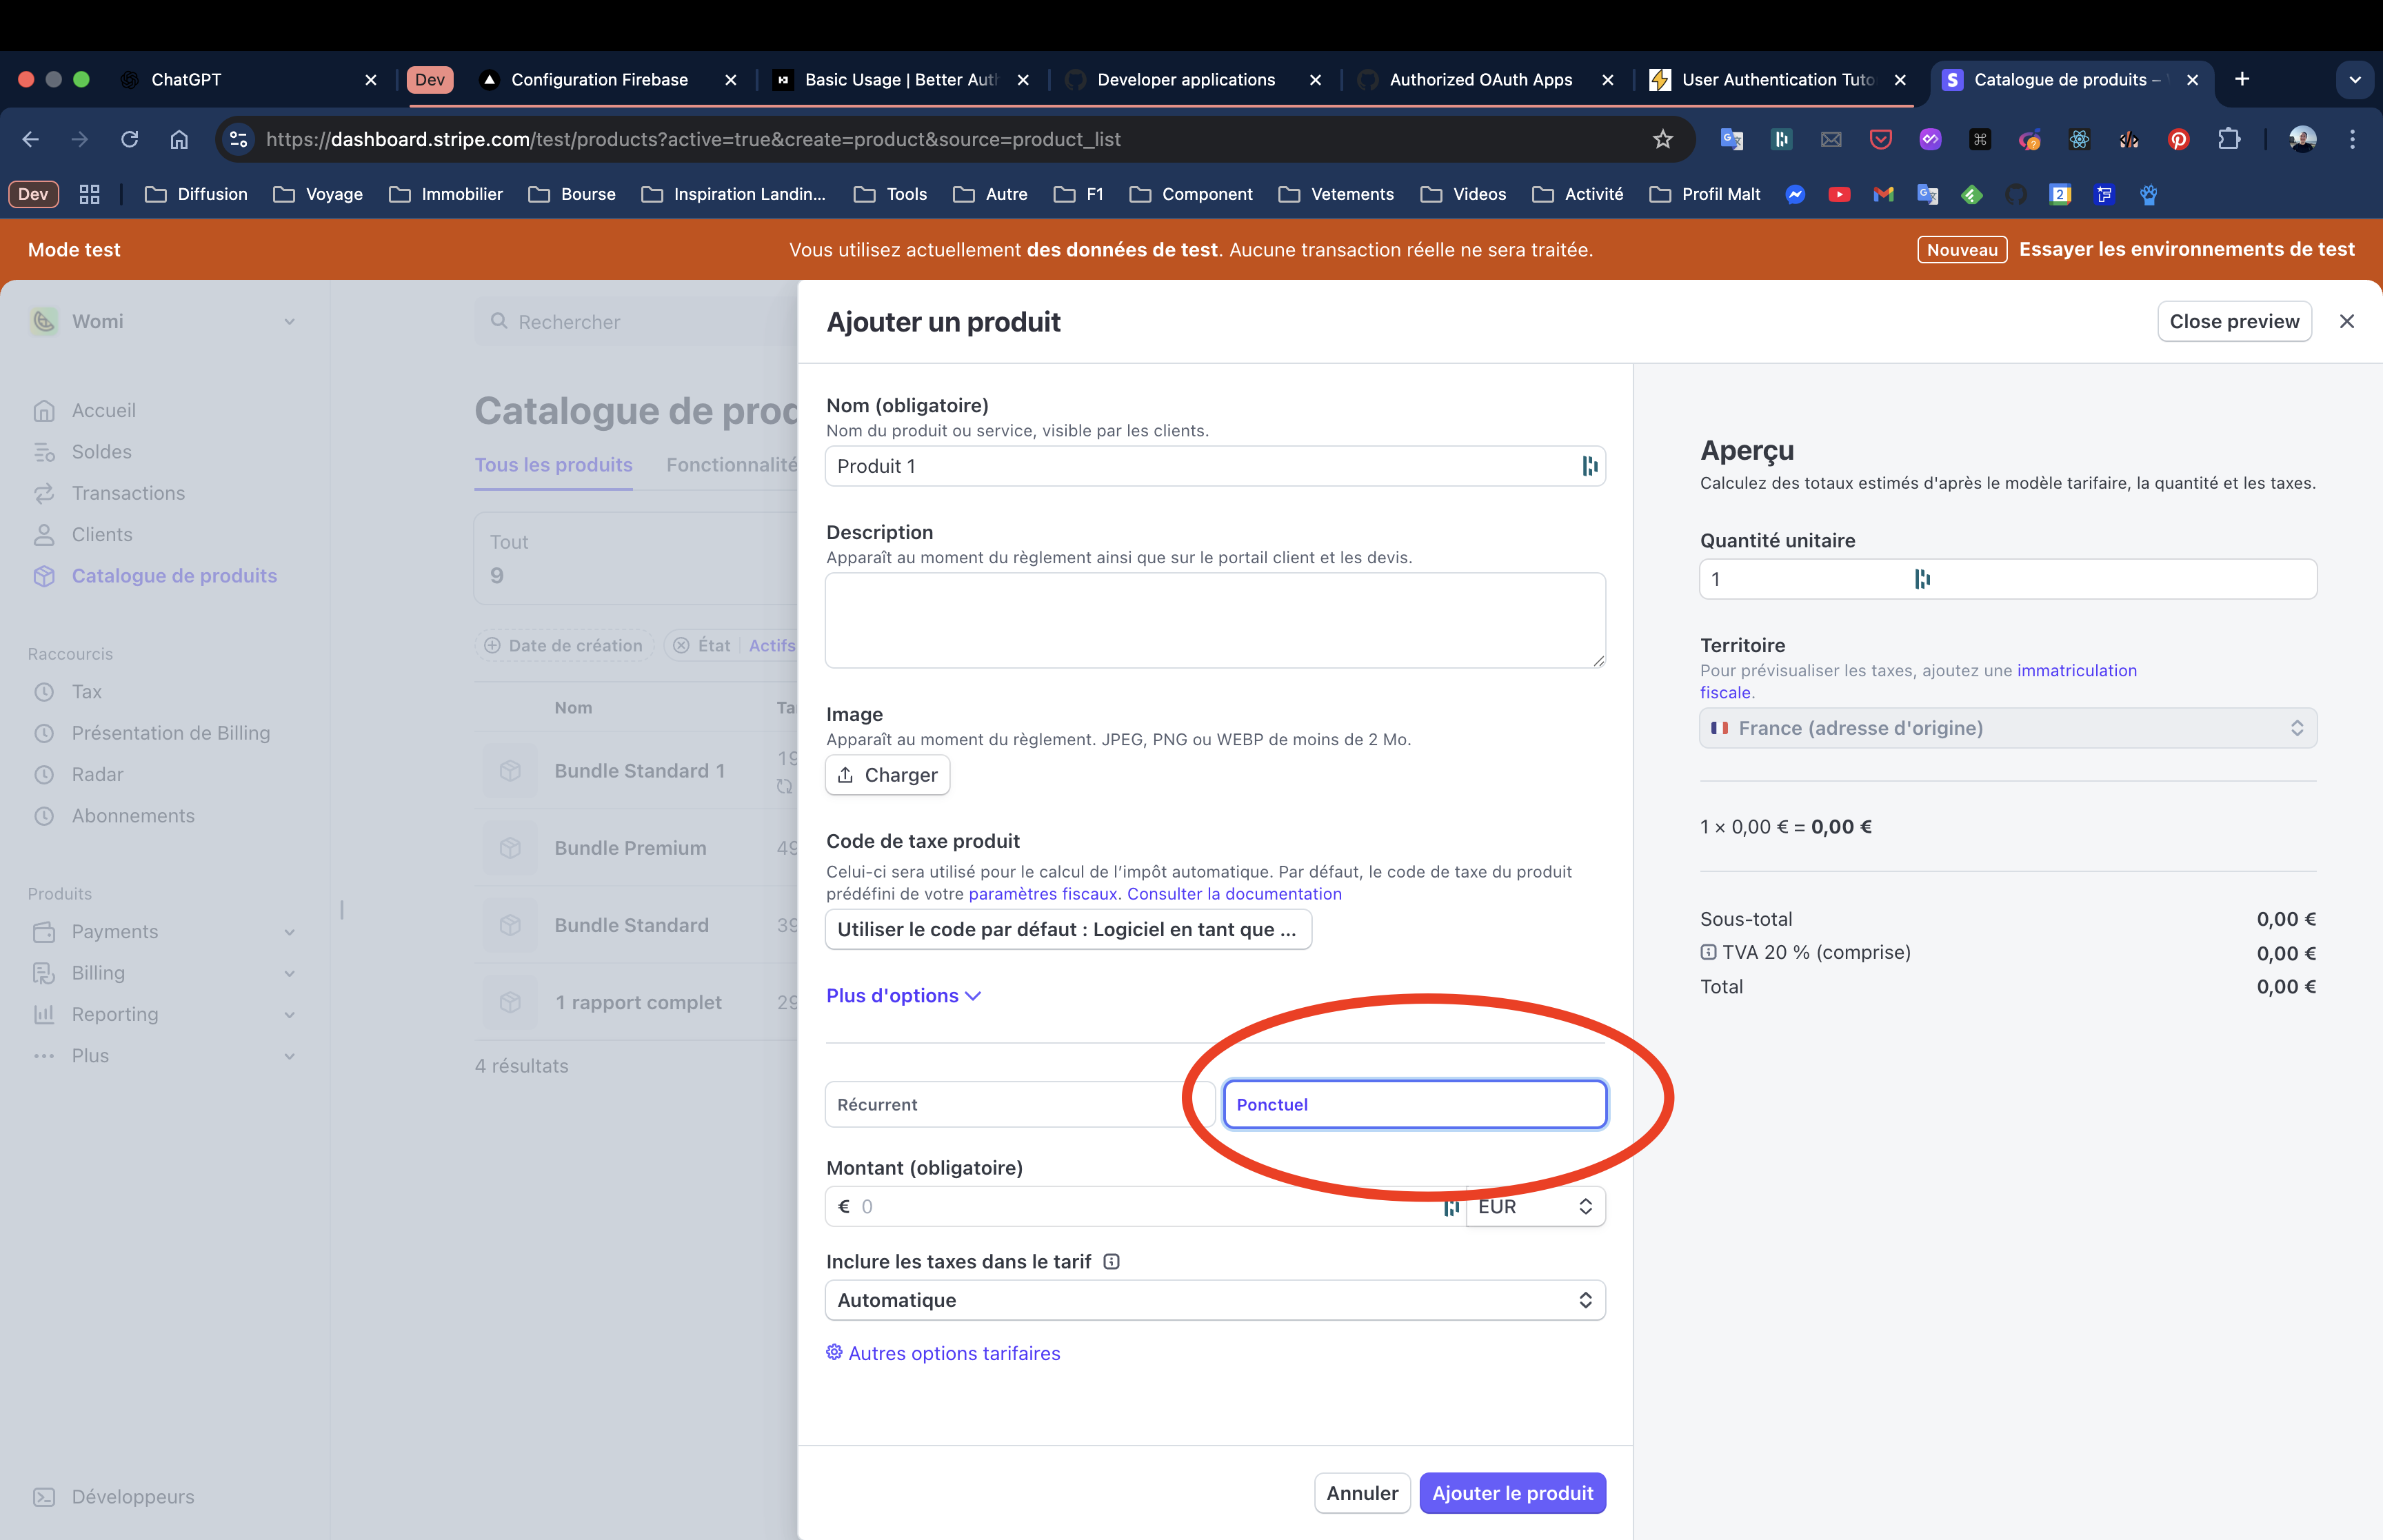 ChatGPT
Dev
Configuration Firebase
Basic Usage | Better Auth
Developer applications
Authorized OAuth Apps
User Authentication Tuto
Catalogue de produits –
https://dashboard.stripe.com/test/products?active=true&create=product&source=product_list
Dev
Diffusion
Voyage
Immobilier
Bourse
Inspiration Landin...
Tools
Autre
F1
Component
Vetements
Videos
Activité
Profil Malt
Mode test
Vous utilisez actuellement des données de test. Aucune transaction réelle ne sera traitée.
Nouveau
Essayer les environnements de test
Womi
Accueil
Soldes
Transactions
Clients
Catalogue de produits
Raccourcis
Tax
Présentation de Billing
Radar
Abonnements
Produits
Payments
Billing
Reporting
Plus
Développeurs
Rechercher
Catalogue de proc
Tous les produits
Fonctionnalité
Tout
9
Date de création
État
Actifs
Nom
Ta
Bundle Standard 1
19
Bundle Premium
49
Bundle Standard
39
1 rapport complet
29
4 résultats
Ajouter un produit
Close preview
Nom (obligatoire)
Nom du produit ou service, visible par les clients.
Produit 1
Description
Apparaît au moment du règlement ainsi que sur le portail client et les devis.
Image
Apparaît au moment du règlement. JPEG, PNG ou WEBP de moins de 2 Mo.
Charger
Code de taxe produit
Celui-ci sera utilisé pour le calcul de l’impôt automatique. Par défaut, le code de taxe du produit
prédéfini de votre paramètres fiscaux. Consulter la documentation
Utiliser le code par défaut : Logiciel en tant que ...
Plus d'options
Récurrent
Ponctuel
Montant (obligatoire)
€ 0
EUR
Inclure les taxes dans le tarif
Automatique
Autres options tarifaires
Annuler
Ajouter le produit
Aperçu
Calculez des totaux estimés d'après le modèle tarifaire, la quantité et les taxes.
Quantité unitaire
1
Territoire
Pour prévisualiser les taxes, ajoutez une immatriculation
fiscale.
France (adresse d'origine)
1 × 0,00 € = 0,00 €
Sous-total 0,00 €
TVA 20 % (comprise) 0,00 €
Total 0,00 €